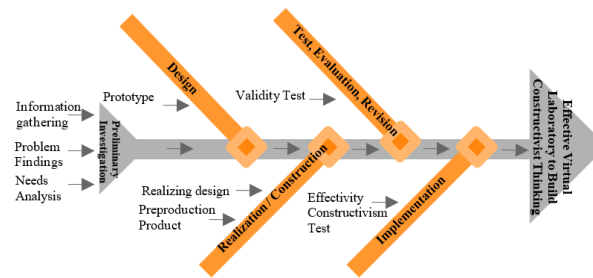 Information
gathering
Problem
Findings
Needs
Analysis
Preliminary
Investigation
Prototype
Design
Realizing design
Preproduction
Product
Realization / Construction
Validity Test
Test, Evaluation, Revision
Effectivity
Constructivism
Test
Implementation
Effective Virtual
Laboratory to Build
Constructivist Thinking